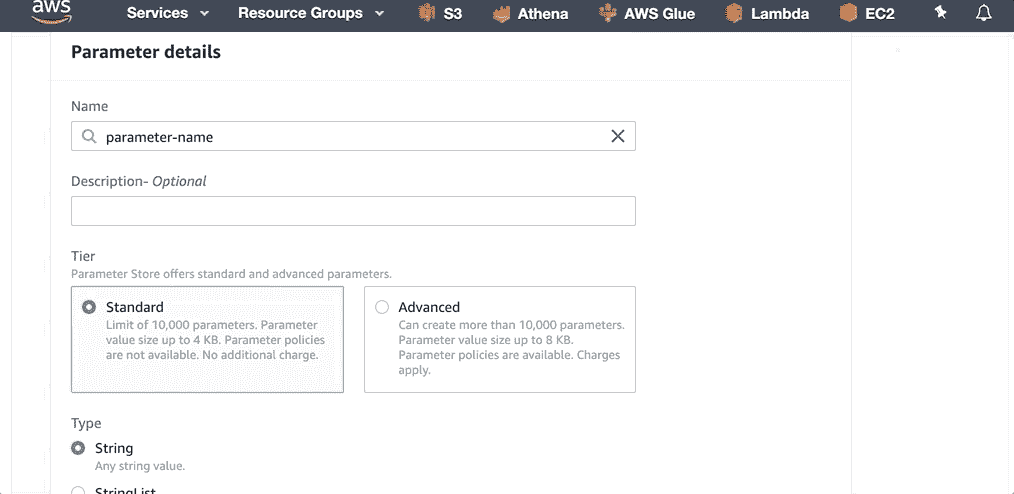 aws
Services Resource Groups S3 Athena AWS Glue Lambda EC2
Parameter details
Name
parameter-name
Description- Optional
Tier
Parameter Store offers standard and advanced parameters.
Standard
Limit of 10,000 parameters. Parameter
value size up to 4 KB. Parameter policies
are not available. No additional charge.
Advanced
Can create more than 10,000 parameters.
Parameter value size up to 8 KB.
Parameter policies are available. Charges
apply.
Type
String
Any string value.
StringList